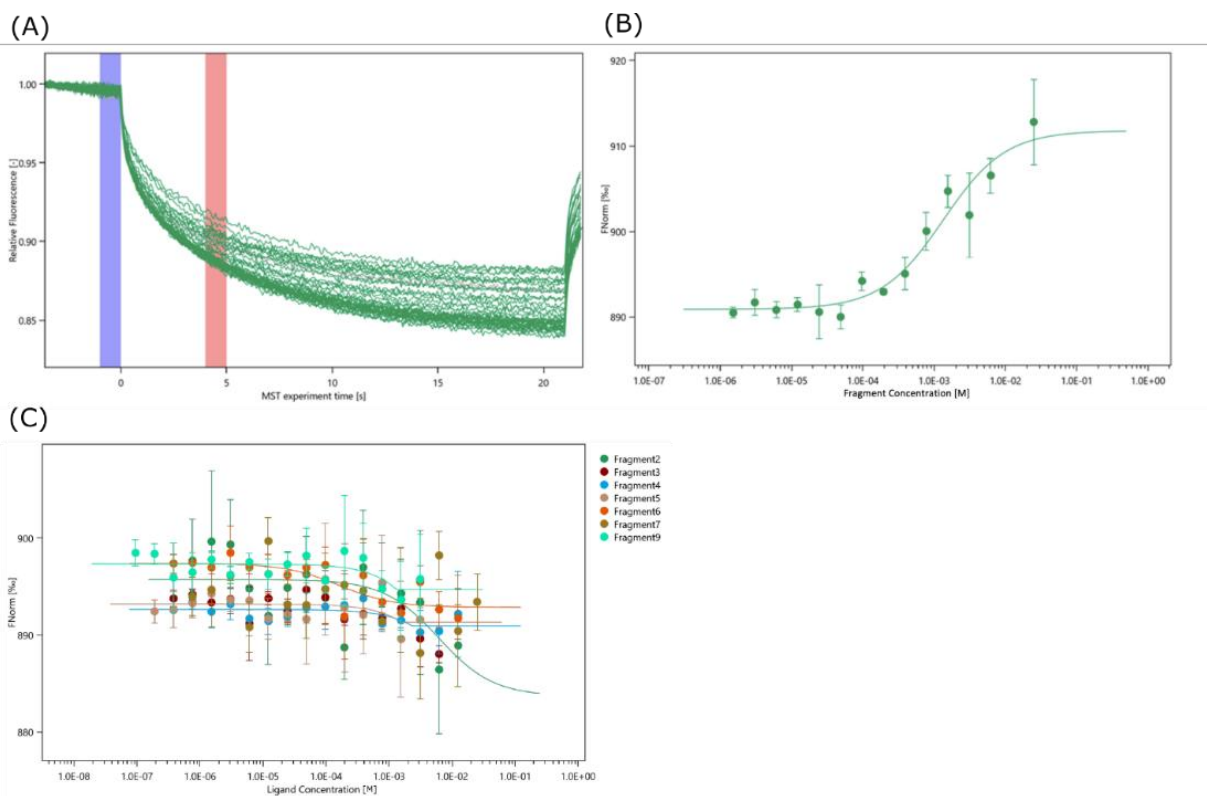 (A)
1.00
0.95
0.90
0.85
Relative Fluorescence [-]
0
5
10
15
20
MST experiment time [s]
(B)
920
910
900
890
FNorm [‰]
1.0E-07
1.0E-06
1.0E-05
1.0E-04
1.0E-03
1.0E-02
1.0E-01
1.0E+00
Fragment Concentration [M]
(C)
900
890
880
FNorm [‰]
1.0E-08
1.0E-07
1.0E-06
1.0E-05
1.0E-04
1.0E-03
1.0E-02
1.0E-01
1.0E+00
Ligand Concentration [M]
Fragment2
Fragment3
Fragment4
Fragment5
Fragment6
Fragment7
Fragment9